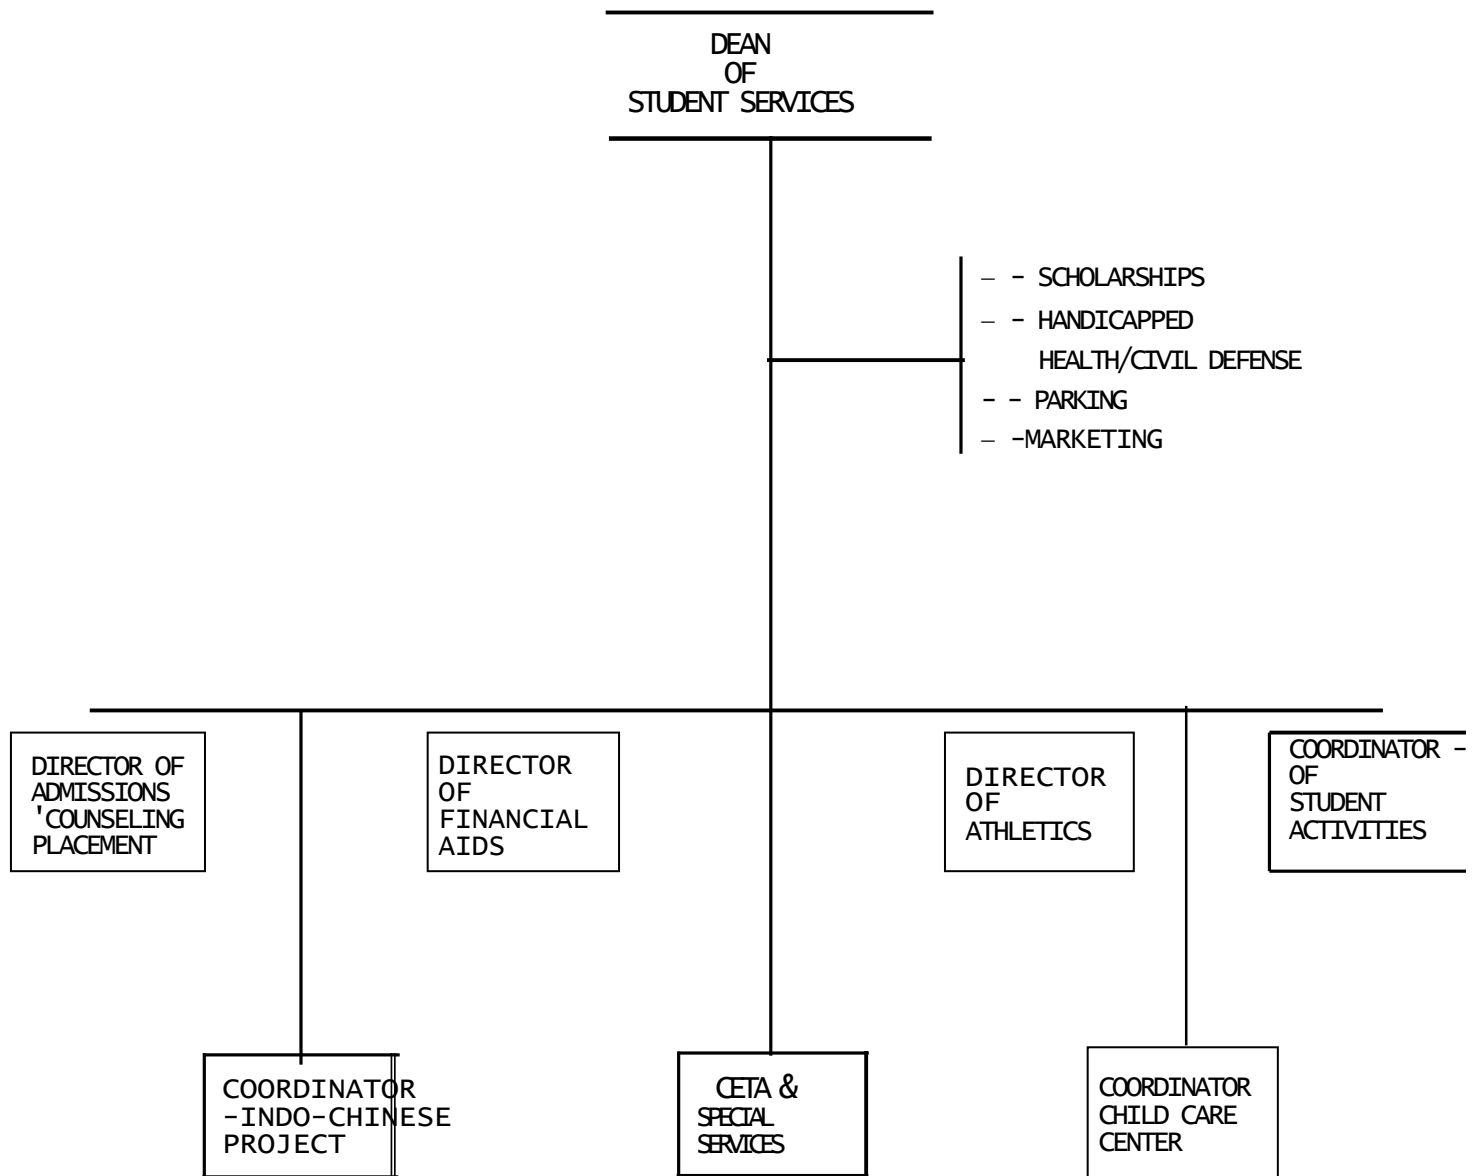 DEAN
OF
STUDENT SERVICES
– - SCHOLARSHIPS
– - HANDICAPPED
HEALTH/CIVIL DEFENSE
- - PARKING
– -MARKETING
DIRECTOR OF
ADMISSIONS
'COUNSELING
PLACEMENT
DIRECTOR
OF
FINANCIAL
AIDS
DIRECTOR
OF
ATHLETICS
COORDINATOR -
OF
STUDENT
ACTIVITIES
COORDINATOR
-INDO-CHINESE
PROJECT
CETA &
SPECIAL
SERVICES
COORDINATOR
CHILD CARE
CENTER